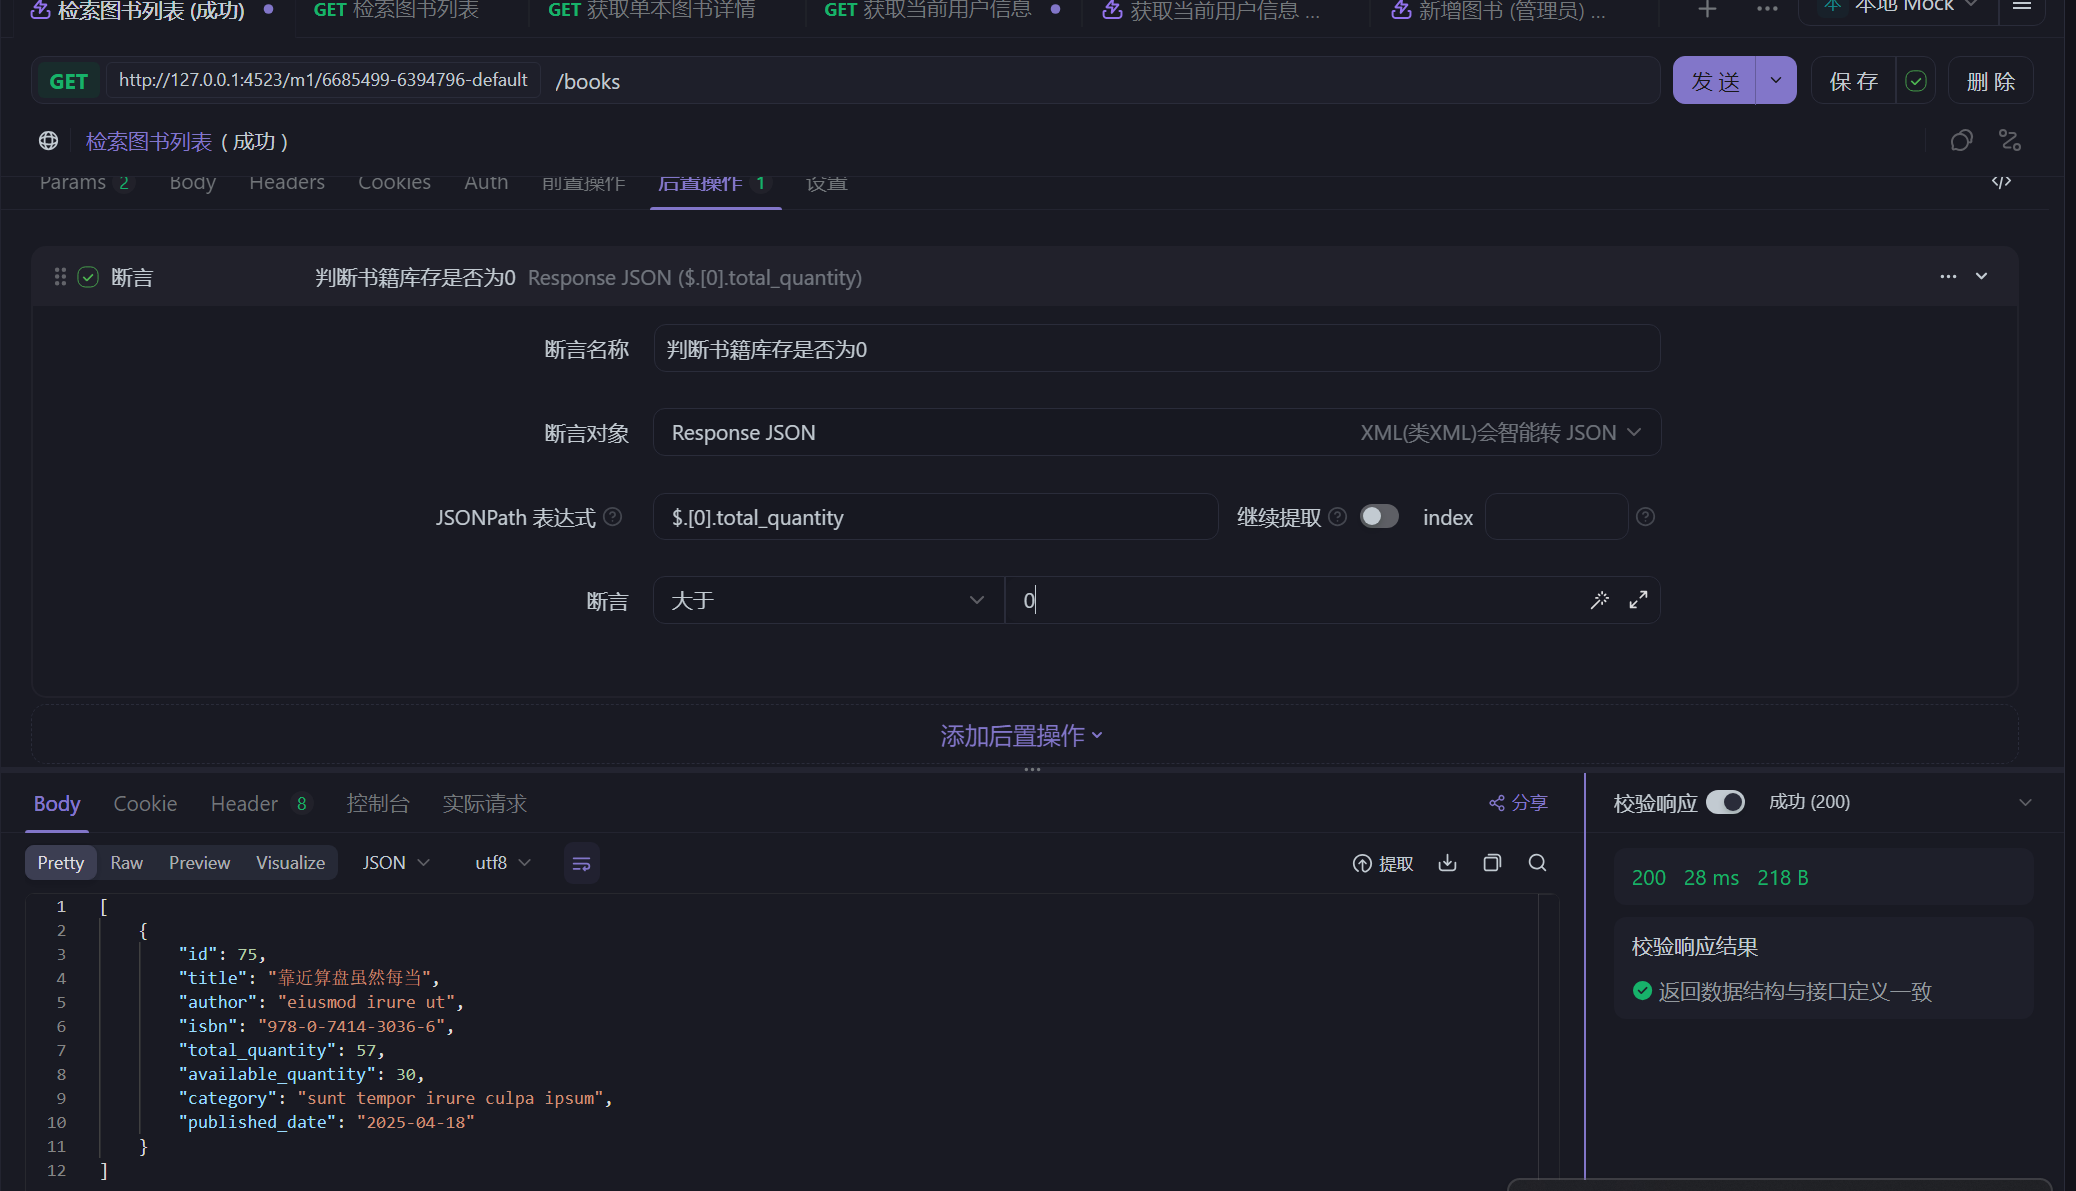 检索图书列表 (成功) GET 检索图书列表 GET 获取单本图书详情 GET 获取当前用户信息 获取当前用户信息 ... 新增图书 (管理员) ... 本 本地 Mock
GET http://127.0.0.1:4523/m1/6685499-6394796-default /books 发 送 保 存 删 除
检索图书列表 ( 成功 )
Params 2 Body Headers Cookies Auth 前置操作 后置操作 1 设置
断言 判断书籍库存是否为0 Response JSON ($.[0].total_quantity)
断言名称 判断书籍库存是否为0
断言对象 Response JSON XML(类XML)会智能转 JSON
JSONPath 表达式 $.[0].total_quantity 继续提取 index
断言 大于 0
添加后置操作
Body Cookie Header 8 控制台 实际请求 分享 校验响应 成功 (200)
Pretty Raw Preview Visualize JSON utf8 提取
200 28 ms 218 B
校验响应结果
返回数据结构与接口定义一致
1 [
2 {
3 "id": 75,
4 "title": "靠近算盘虽然每当",
5 "author": "eiusmod irure ut",
6 "isbn": "978-0-7414-3036-6",
7 "total_quantity": 57,
8 "available_quantity": 30,
9 "category": "sunt tempor irure culpa ipsum",
10 "published_date": "2025-04-18"
11 }
12 ]